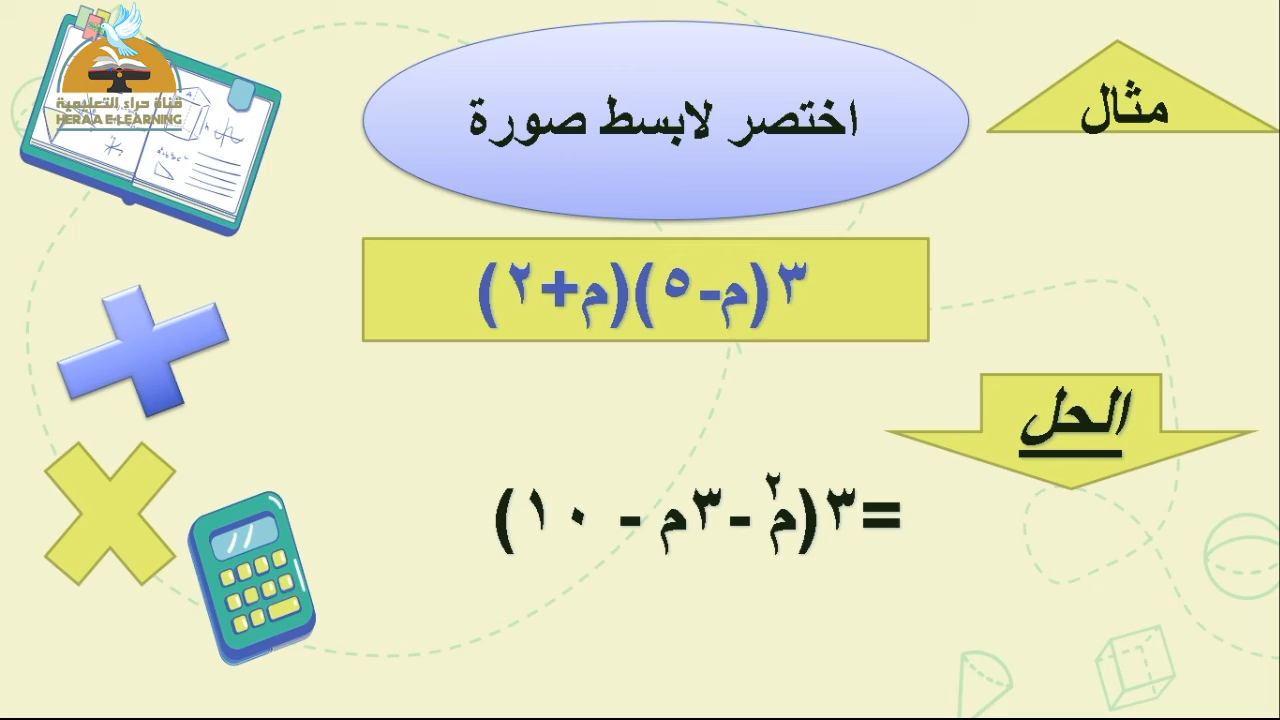 قناة حراء التعليمية
HERAA E-LEARNING
مثال
اختصر لابسط صورة
٣(م-٥)(م+٢)
الحل
=٣(م٢ -٣م - ١٠)